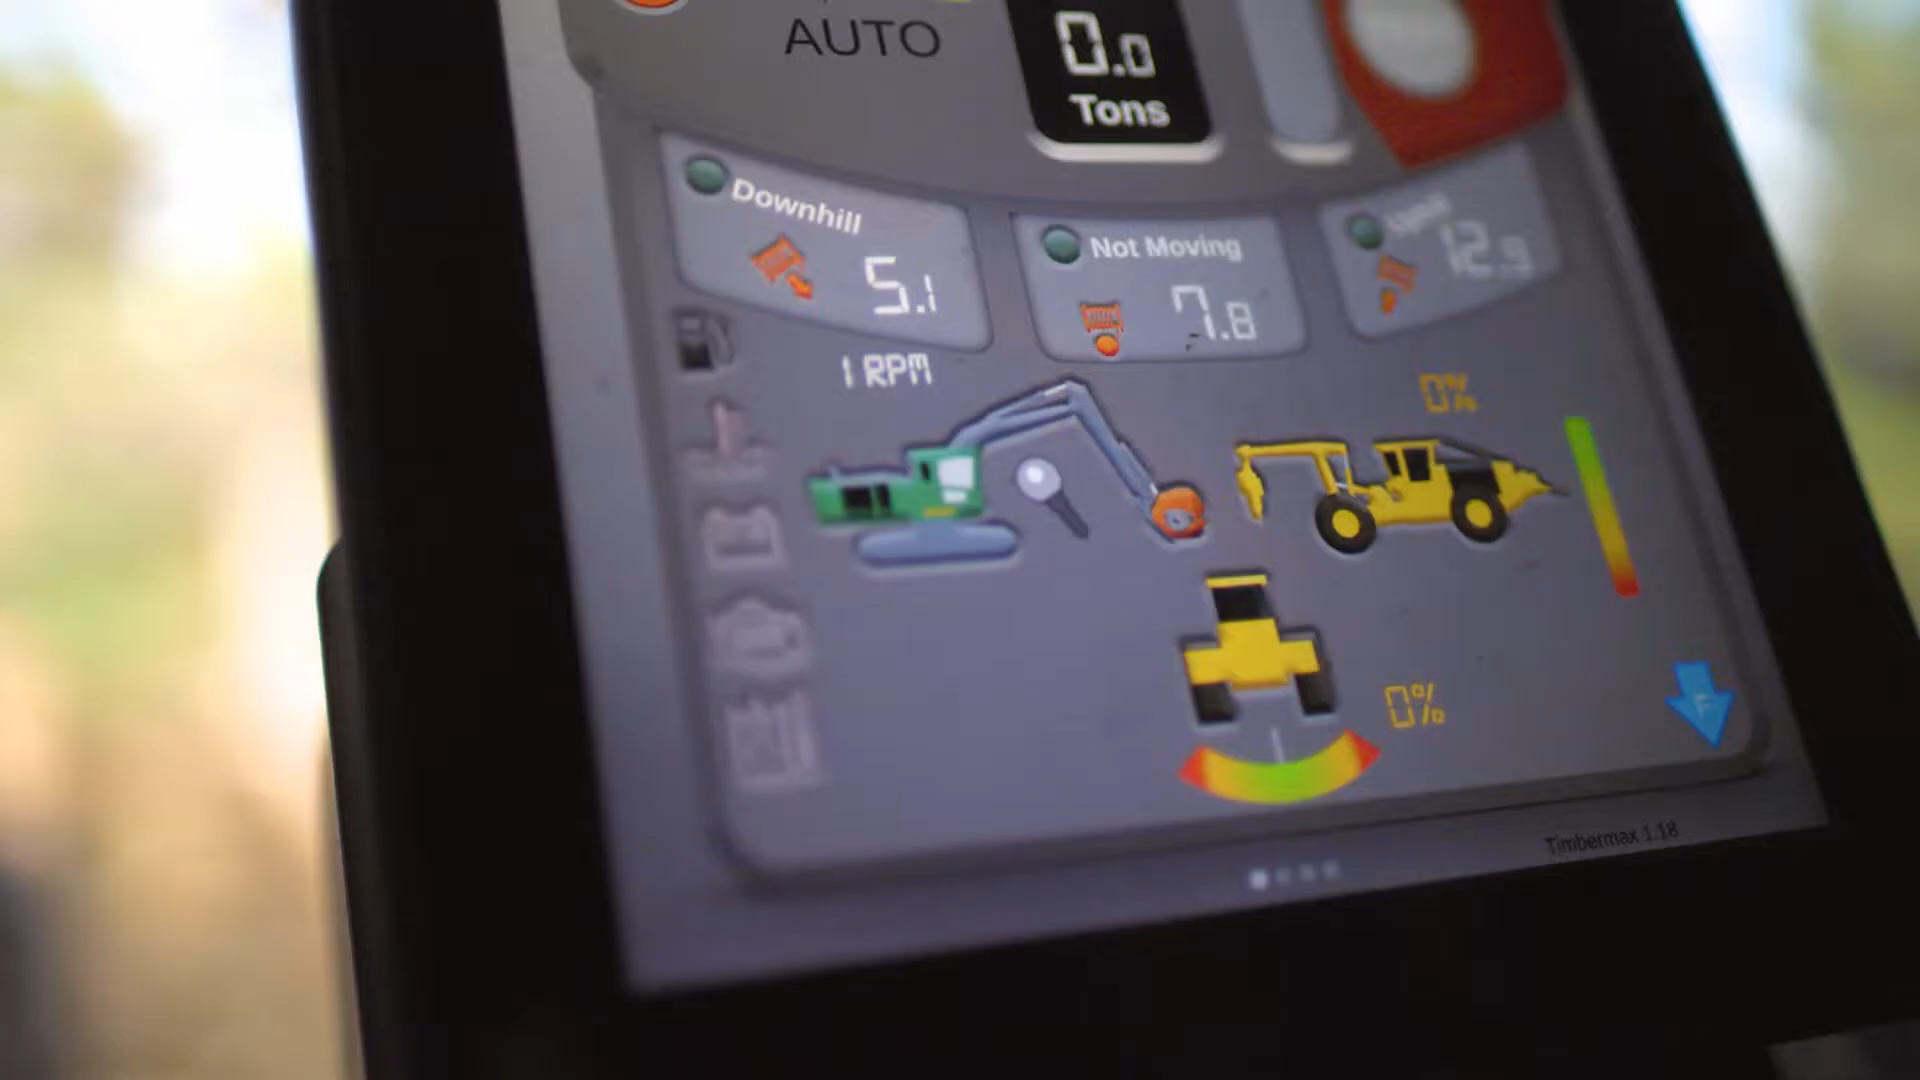 AUTO
0.0
Tons
Downhill
5.1
Not Moving
7.8
Uphill
12.9
1 RPM
0%
0%
F
Timbermax 1.18